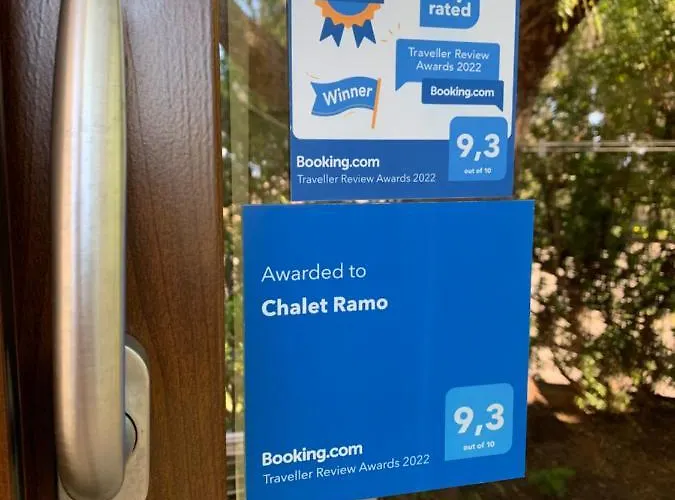 rated
Traveller Review
Awards 2022
Booking.com
Winner
9,3
out of 10
Booking.com
Traveller Review Awards 2022
Awarded to
Chalet Ramo
9,3
out of 10
Booking.com
Traveller Review Awards 2022